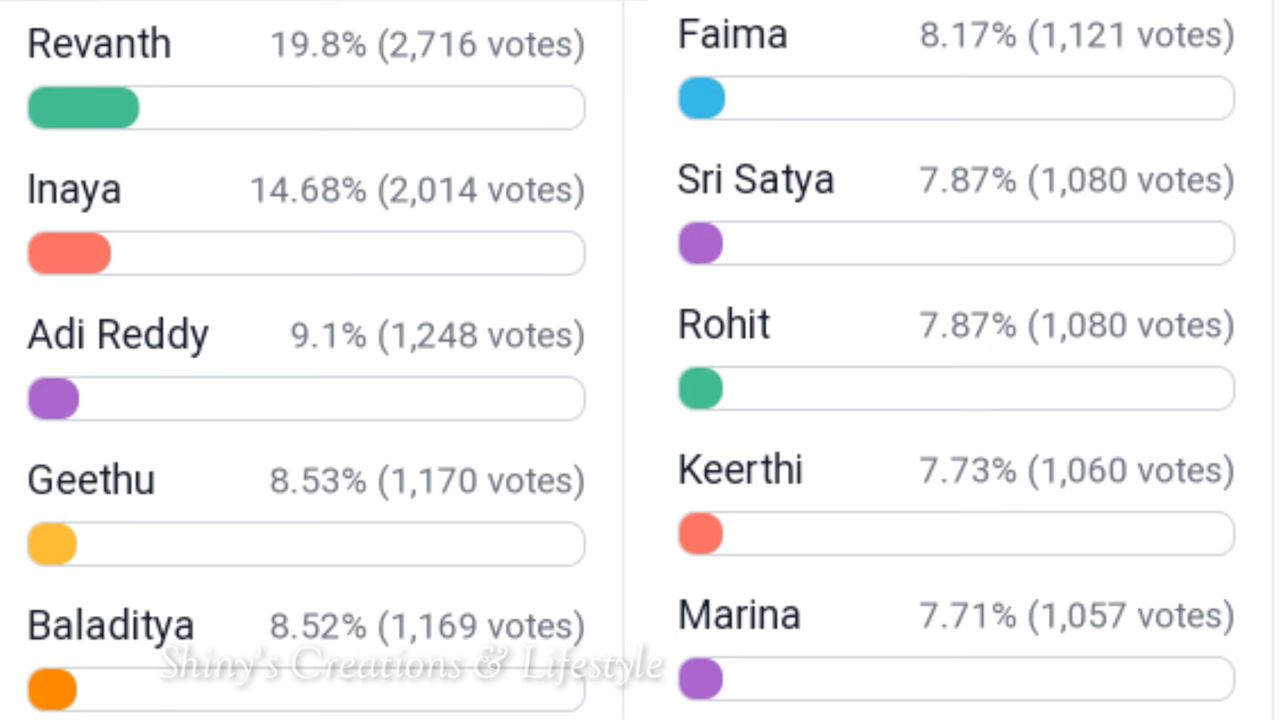 Revanth 19.8% (2,716 votes)
Inaya 14.68% (2,014 votes)
Adi Reddy 9.1% (1,248 votes)
Geethu 8.53% (1,170 votes)
Baladitya 8.52% (1,169 votes)
Faima 8.17% (1,121 votes)
Sri Satya 7.87% (1,080 votes)
Rohit 7.87% (1,080 votes)
Keerthi 7.73% (1,060 votes)
Marina 7.71% (1,057 votes)
Shiny's Creations & Lifestyle